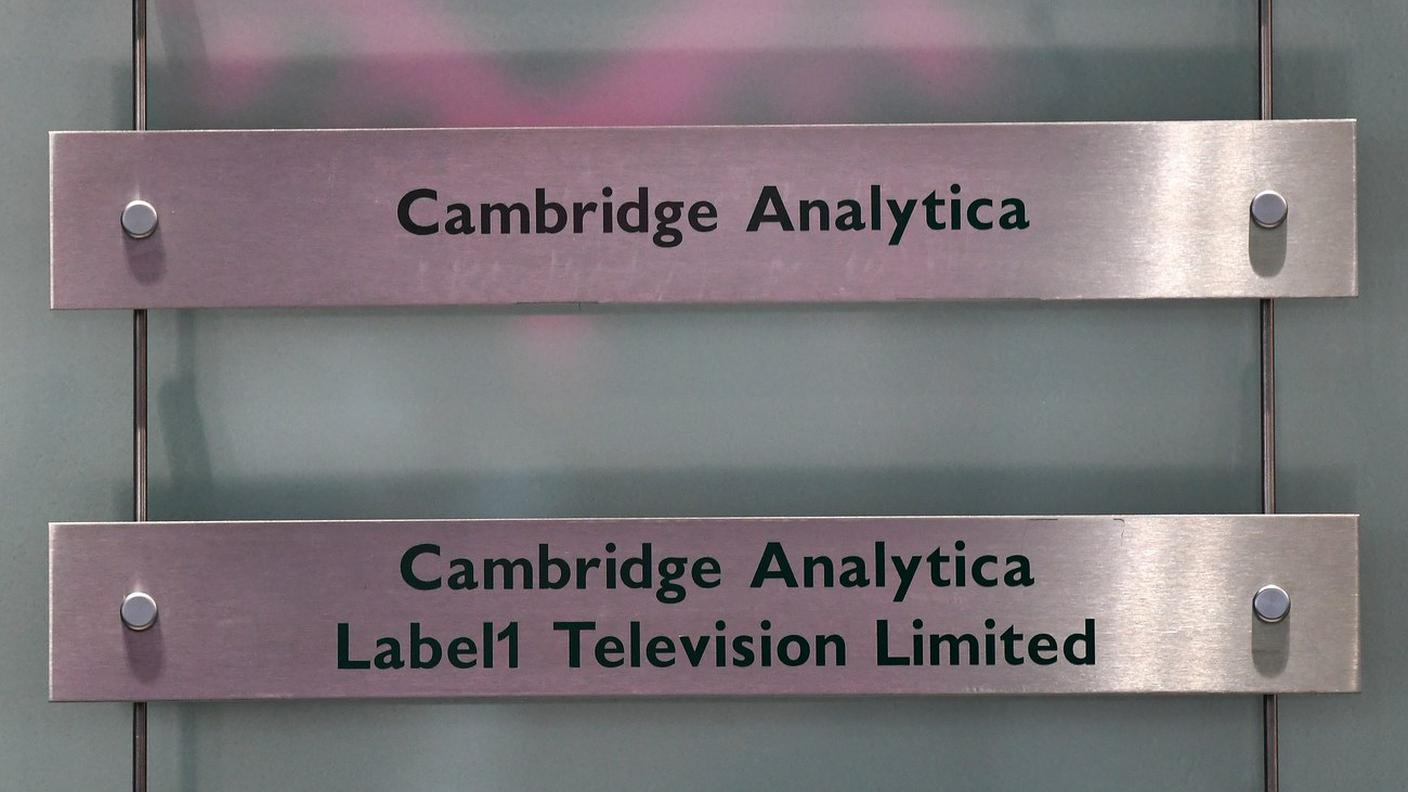 Cambridge Analytica
Cambridge Analytica
Label1 Television Limited